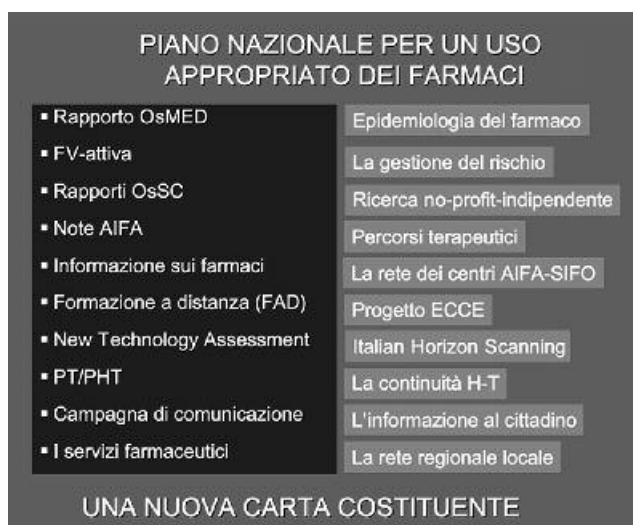 PIANO NAZIONALE PER UN USO
APPROPRIATO DEI FARMACI
▪ Rapporto OsMED
Epidemiologia del farmaco
▪ FV-attiva
La gestione del rischio
▪ Rapporti OsSC
Ricerca no-profit-indipendente
▪ Note AIFA
Percorsi terapeutici
▪ Informazione sui farmaci
La rete dei centri AIFA-SIFO
▪ Formazione a distanza (FAD)
Progetto ECCE
▪ New Technology Assessment
Italian Horizon Scanning
▪ PT/PHT
La continuità H-T
▪ Campagna di comunicazione
L'informazione al cittadino
▪ I servizi farmaceutici
La rete regionale locale
UNA NUOVA CARTA COSTITUENTE